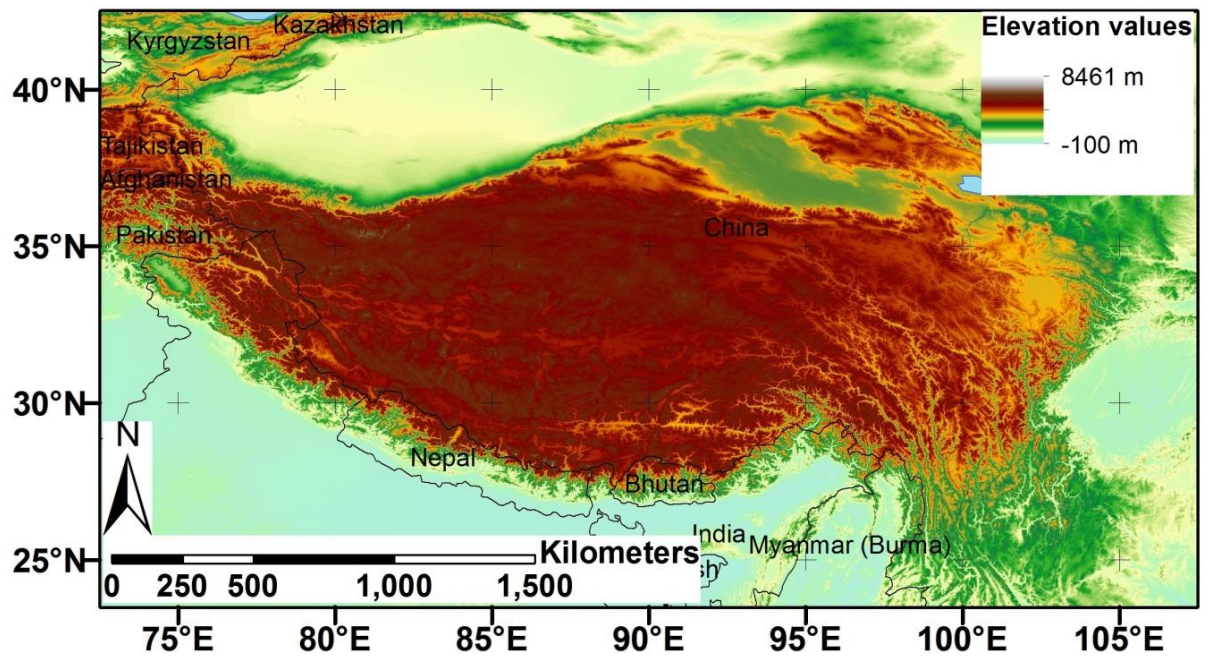 Kazakhstan
Kyrgyzstan
Elevation values
8461 m
-100 m
40°N
Tajikistan
Afghanistan
Pakistan
35°N
China
30°N
N
Nepal
Bhutan
India
Myanmar (Burma)
sh
25°N
Kilometers
0 250 500 1,000 1,500
75°E 80°E 85°E 90°E 95°E 100°E 105°E